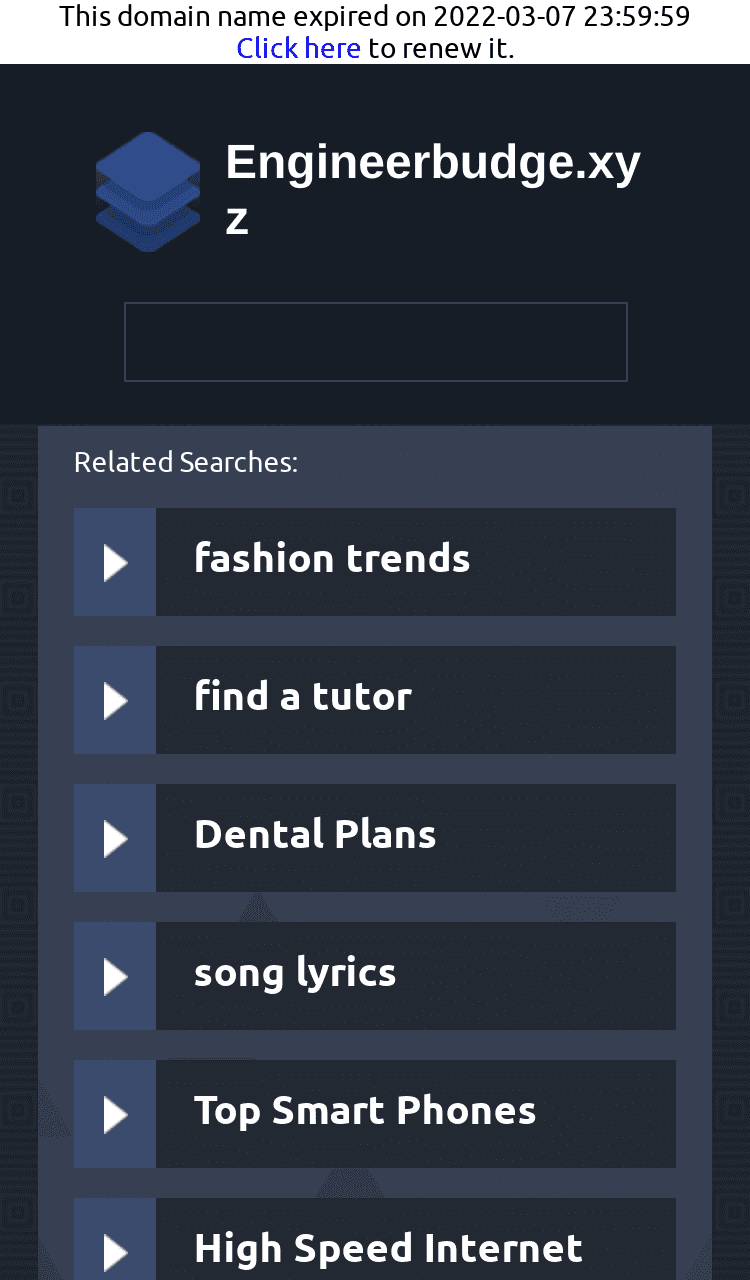 This domain name expired on 2022-03-07 23:59:59
Click here to renew it.
Engineerbudge.xy
z
Related Searches:
fashion trends
find a tutor
Dental Plans
song lyrics
Top Smart Phones
High Speed Internet